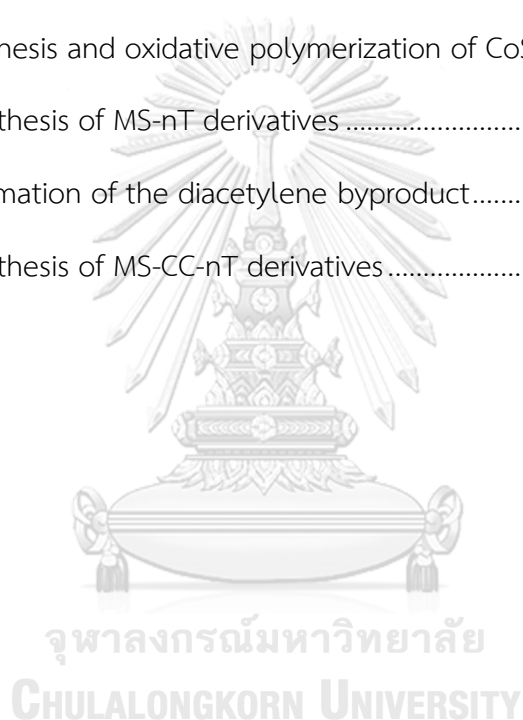 nesis and oxidative polymerization of CoS
thesis of MS-nT derivatives ........................
mation of the diacetylene byproduct.......
thesis of MS-CC-nT derivatives....................
จุฬาลงกรณ์มหาวิทยาลัย
CHULALONGKORN UNIVERSITY